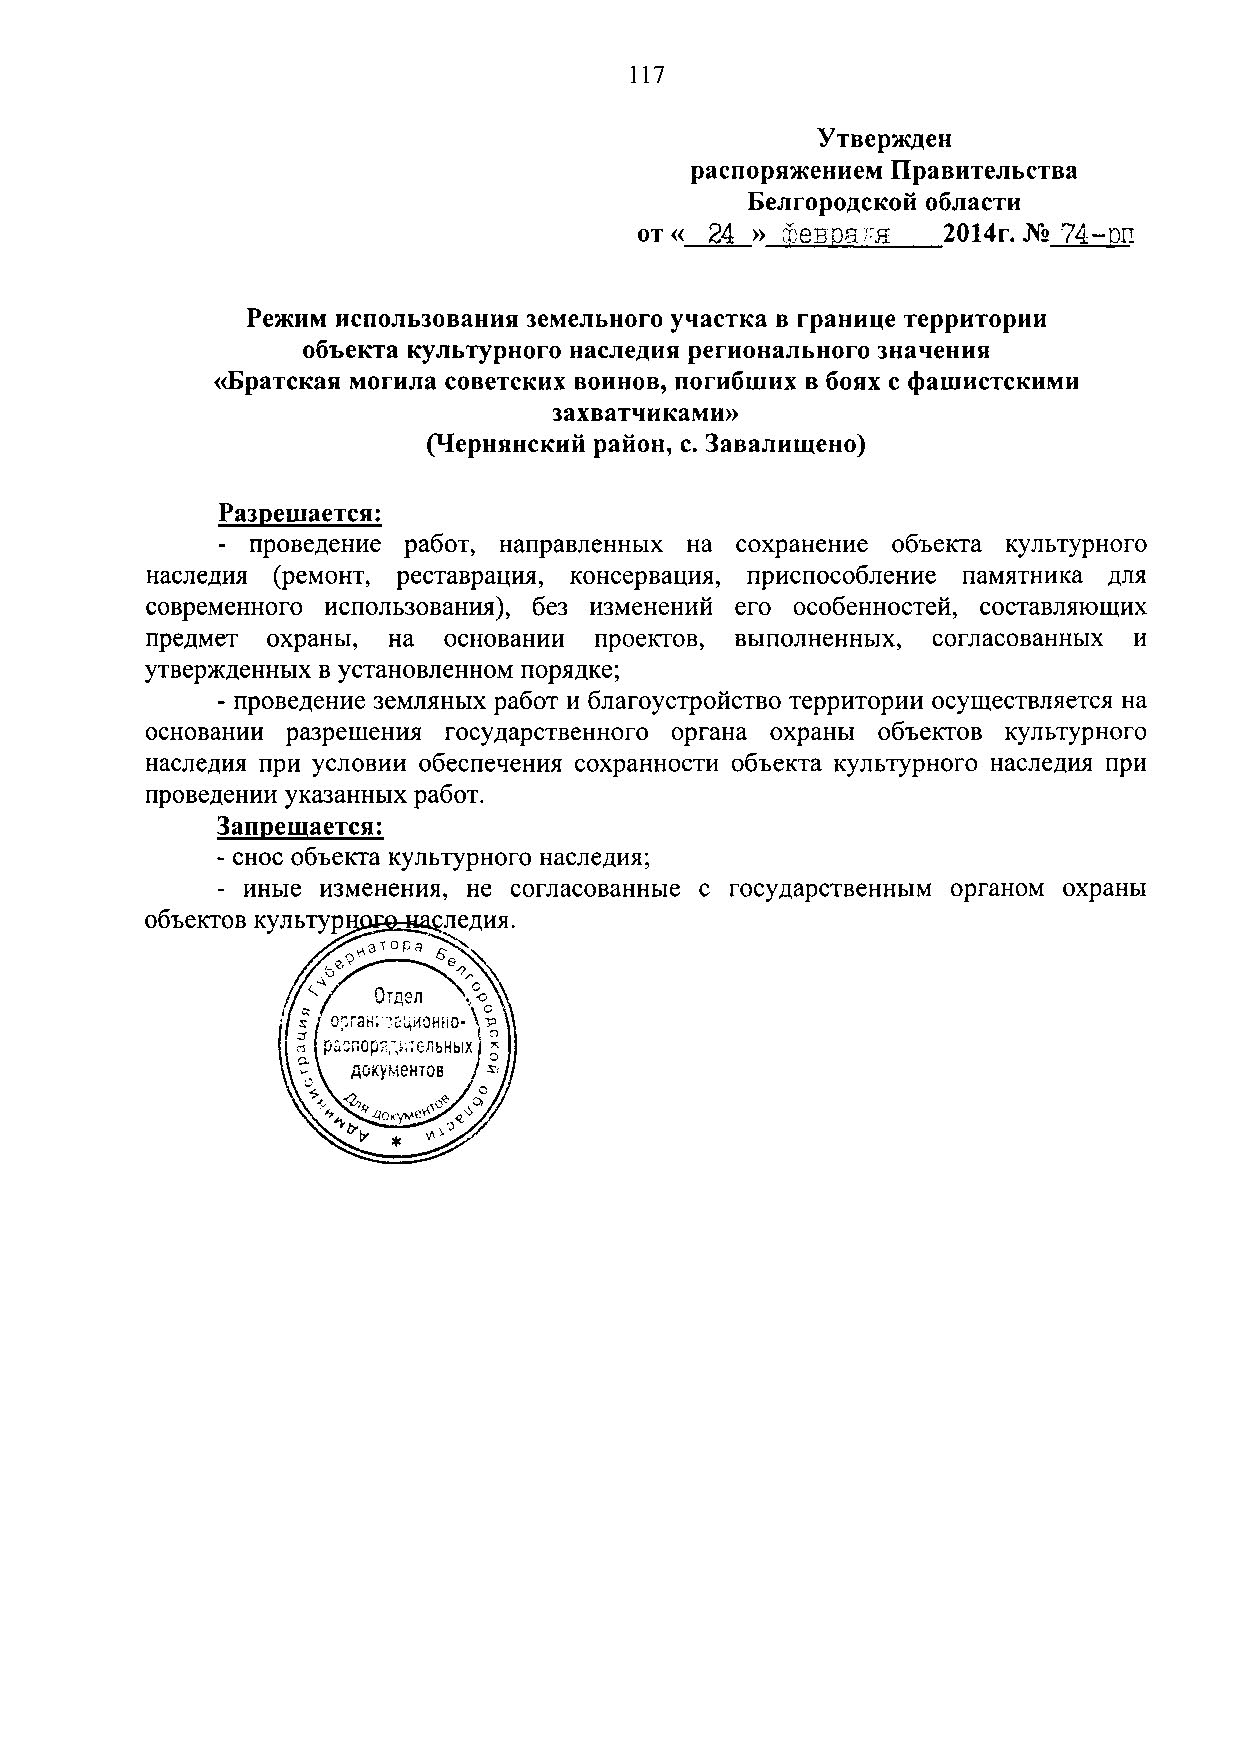 117
Утвержден
распоряжением Правительства
Белгородской области
от « 24 » февраля 2014г. № 74-рп
Режим использования земельного участка в границе территории
объекта культурного наследия регионального значения
«Братская могила советских воинов, погибших в боях с фашистскими
захватчиками»
(Чернянский район, с. Завалищено)
Разрешается:
- проведение работ, направленных на сохранение объекта культурного
наследия (ремонт, реставрация, консервация, приспособление памятника для
современного использования), без изменений его особенностей, составляющих
предмет охраны, на основании проектов, выполненных, согласованных и
утвержденных в установленном порядке;
- проведение земляных работ и благоустройство территории осуществляется на
основании разрешения государственного органа охраны объектов культурного
наследия при условии обеспечения сохранности объекта культурного наследия при
проведении указанных работ.
Запрещается:
- снос объекта культурного наследия;
- иные изменения, не согласованные с государственным органом охраны
объектов культурного наследия.
Администрация Губернатора Белгородской области *
Отдел
организационно-
распорядительных
документов
Для документов